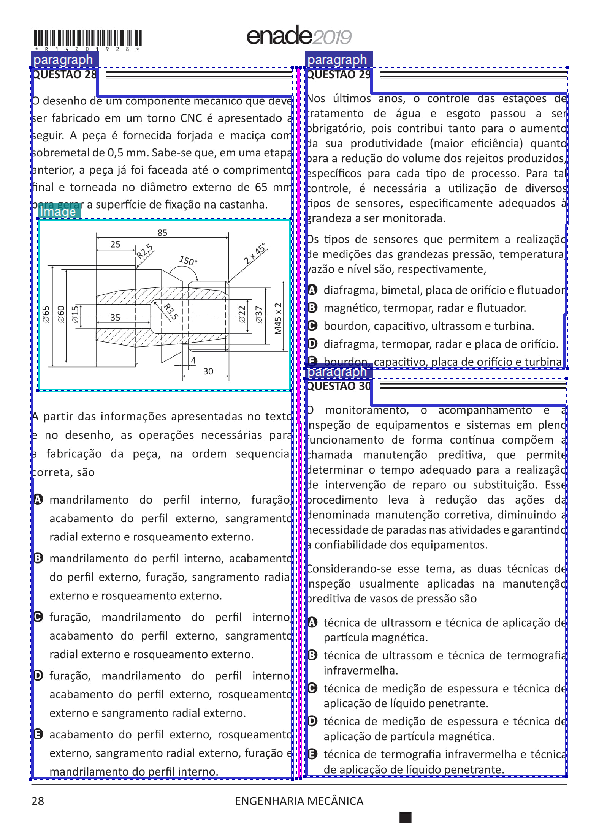 *R1420192B*
enade2019
paragraph
QUESTÃO 28
O desenho de um componente mecânico que deve
ser fabricado em um torno CNC é apresentado a
seguir. A peça é fornecida forjada e maciça com
sobremetal de 0,5 mm. Sabe-se que, em uma etapa
anterior, a peça já foi faceada até o comprimento
final e torneada no diâmetro externo de 65 mm
para gerar a superfície de fixação na castanha.
image
85
25
R2,5
150°
2 x 45°
Ø65
Ø60
Ø15
35
R3,5
Ø22
Ø37
M45 x 2
4
30
A partir das informações apresentadas no texto
e no desenho, as operações necessárias para
a fabricação da peça, na ordem sequencial
correta, são
A mandrilamento do perfil interno, furação,
acabamento do perfil externo, sangramento
radial externo e rosqueamento externo.
B mandrilamento do perfil interno, acabamento
do perfil externo, furação, sangramento radial
externo e rosqueamento externo.
C furação, mandrilamento do perfil interno,
acabamento do perfil externo, sangramento
radial externo e rosqueamento externo.
D furação, mandrilamento do perfil interno,
acabamento do perfil externo, rosqueamento
externo e sangramento radial externo.
E acabamento do perfil externo, rosqueamento
externo, sangramento radial externo, furação e
mandrilamento do perfil interno.
paragraph
QUESTÃO 29
Nos últimos anos, o controle das estações de
tratamento de água e esgoto passou a ser
obrigatório, pois contribui tanto para o aumento
da sua produtividade (maior eficiência) quanto
para a redução do volume dos rejeitos produzidos,
específicos para cada tipo de processo. Para tal
controle, é necessária a utilização de diversos
tipos de sensores, especificamente adequados à
grandeza a ser monitorada.
Os tipos de sensores que permitem a realização
de medições das grandezas pressão, temperatura,
vazão e nível são, respectivamente,
A diafragma, bimetal, placa de orifício e flutuador.
B magnético, termopar, radar e flutuador.
C bourdon, capacitivo, ultrassom e turbina.
D diafragma, termopar, radar e placa de orifício.
E bourdon, capacitivo, placa de orifício e turbina.
paragraph
QUESTÃO 30
O monitoramento, o acompanhamento e a
inspeção de equipamentos e sistemas em pleno
funcionamento de forma contínua compõem a
chamada manutenção preditiva, que permite
determinar o tempo adequado para a realização
de intervenção de reparo ou substituição. Esse
procedimento leva à redução das ações da
denominada manutenção corretiva, diminuindo a
necessidade de paradas nas atividades e garantindo
a confiabilidade dos equipamentos.
Considerando-se esse tema, as duas técnicas de
inspeção usualmente aplicadas na manutenção
preditiva de vasos de pressão são
A técnica de ultrassom e técnica de aplicação de
partícula magnética.
B técnica de ultrassom e técnica de termografia
infravermelha.
C técnica de medição de espessura e técnica de
aplicação de líquido penetrante.
D técnica de medição de espessura e técnica de
aplicação de partícula magnética.
E técnica de termografia infravermelha e técnica
de aplicação de líquido penetrante.
28
ENGENHARIA MECÂNICA